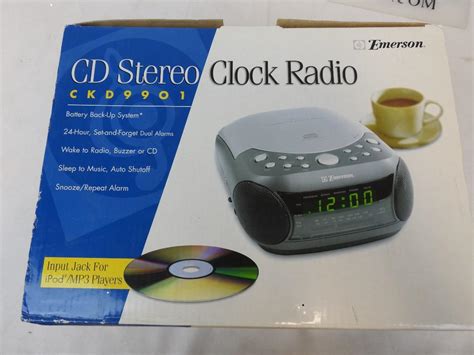 OM
Emerson
CD Stereo Clock Radio
CKD9901
Battery Back-Up System*
24-Hour, Set-and-Forget Dual Alarms
Wake to Radio, Buzzer or CD
Sleep to Music, Auto Shutoff
Snooze/Repeat Alarm
Emerson
12:00
Input Jack For
iPod®/MP3 Players